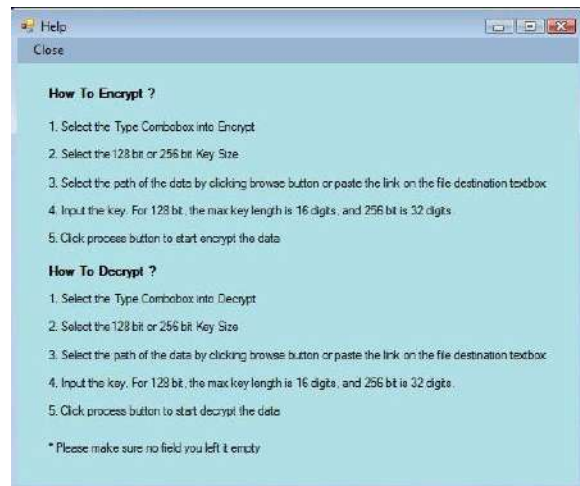 Help
Close
How To Encrypt ?
1. Select the Type Combobox into Encrypt
2. Select the 128 bit or 256 bit Key Size
3. Select the path of the data by clicking browse button or paste the link on the file destination textbox
4. Input the key. For 128 bit, the max key length is 16 digits, and 256 bit is 32 digits
5. Click process button to start encrypt the data
How To Decrypt ?
1. Select the Type Combobox into Decrypt
2. Select the 128 bit or 256 bit Key Size
3. Select the path of the data by clicking browse button or paste the link on the file destination textbox
4. Input the key. For 128 bit, the max key length is 16 digits, and 256 bit is 32 digits.
5. Click process button to start decrypt the data
* Please make sure no field you left it empty